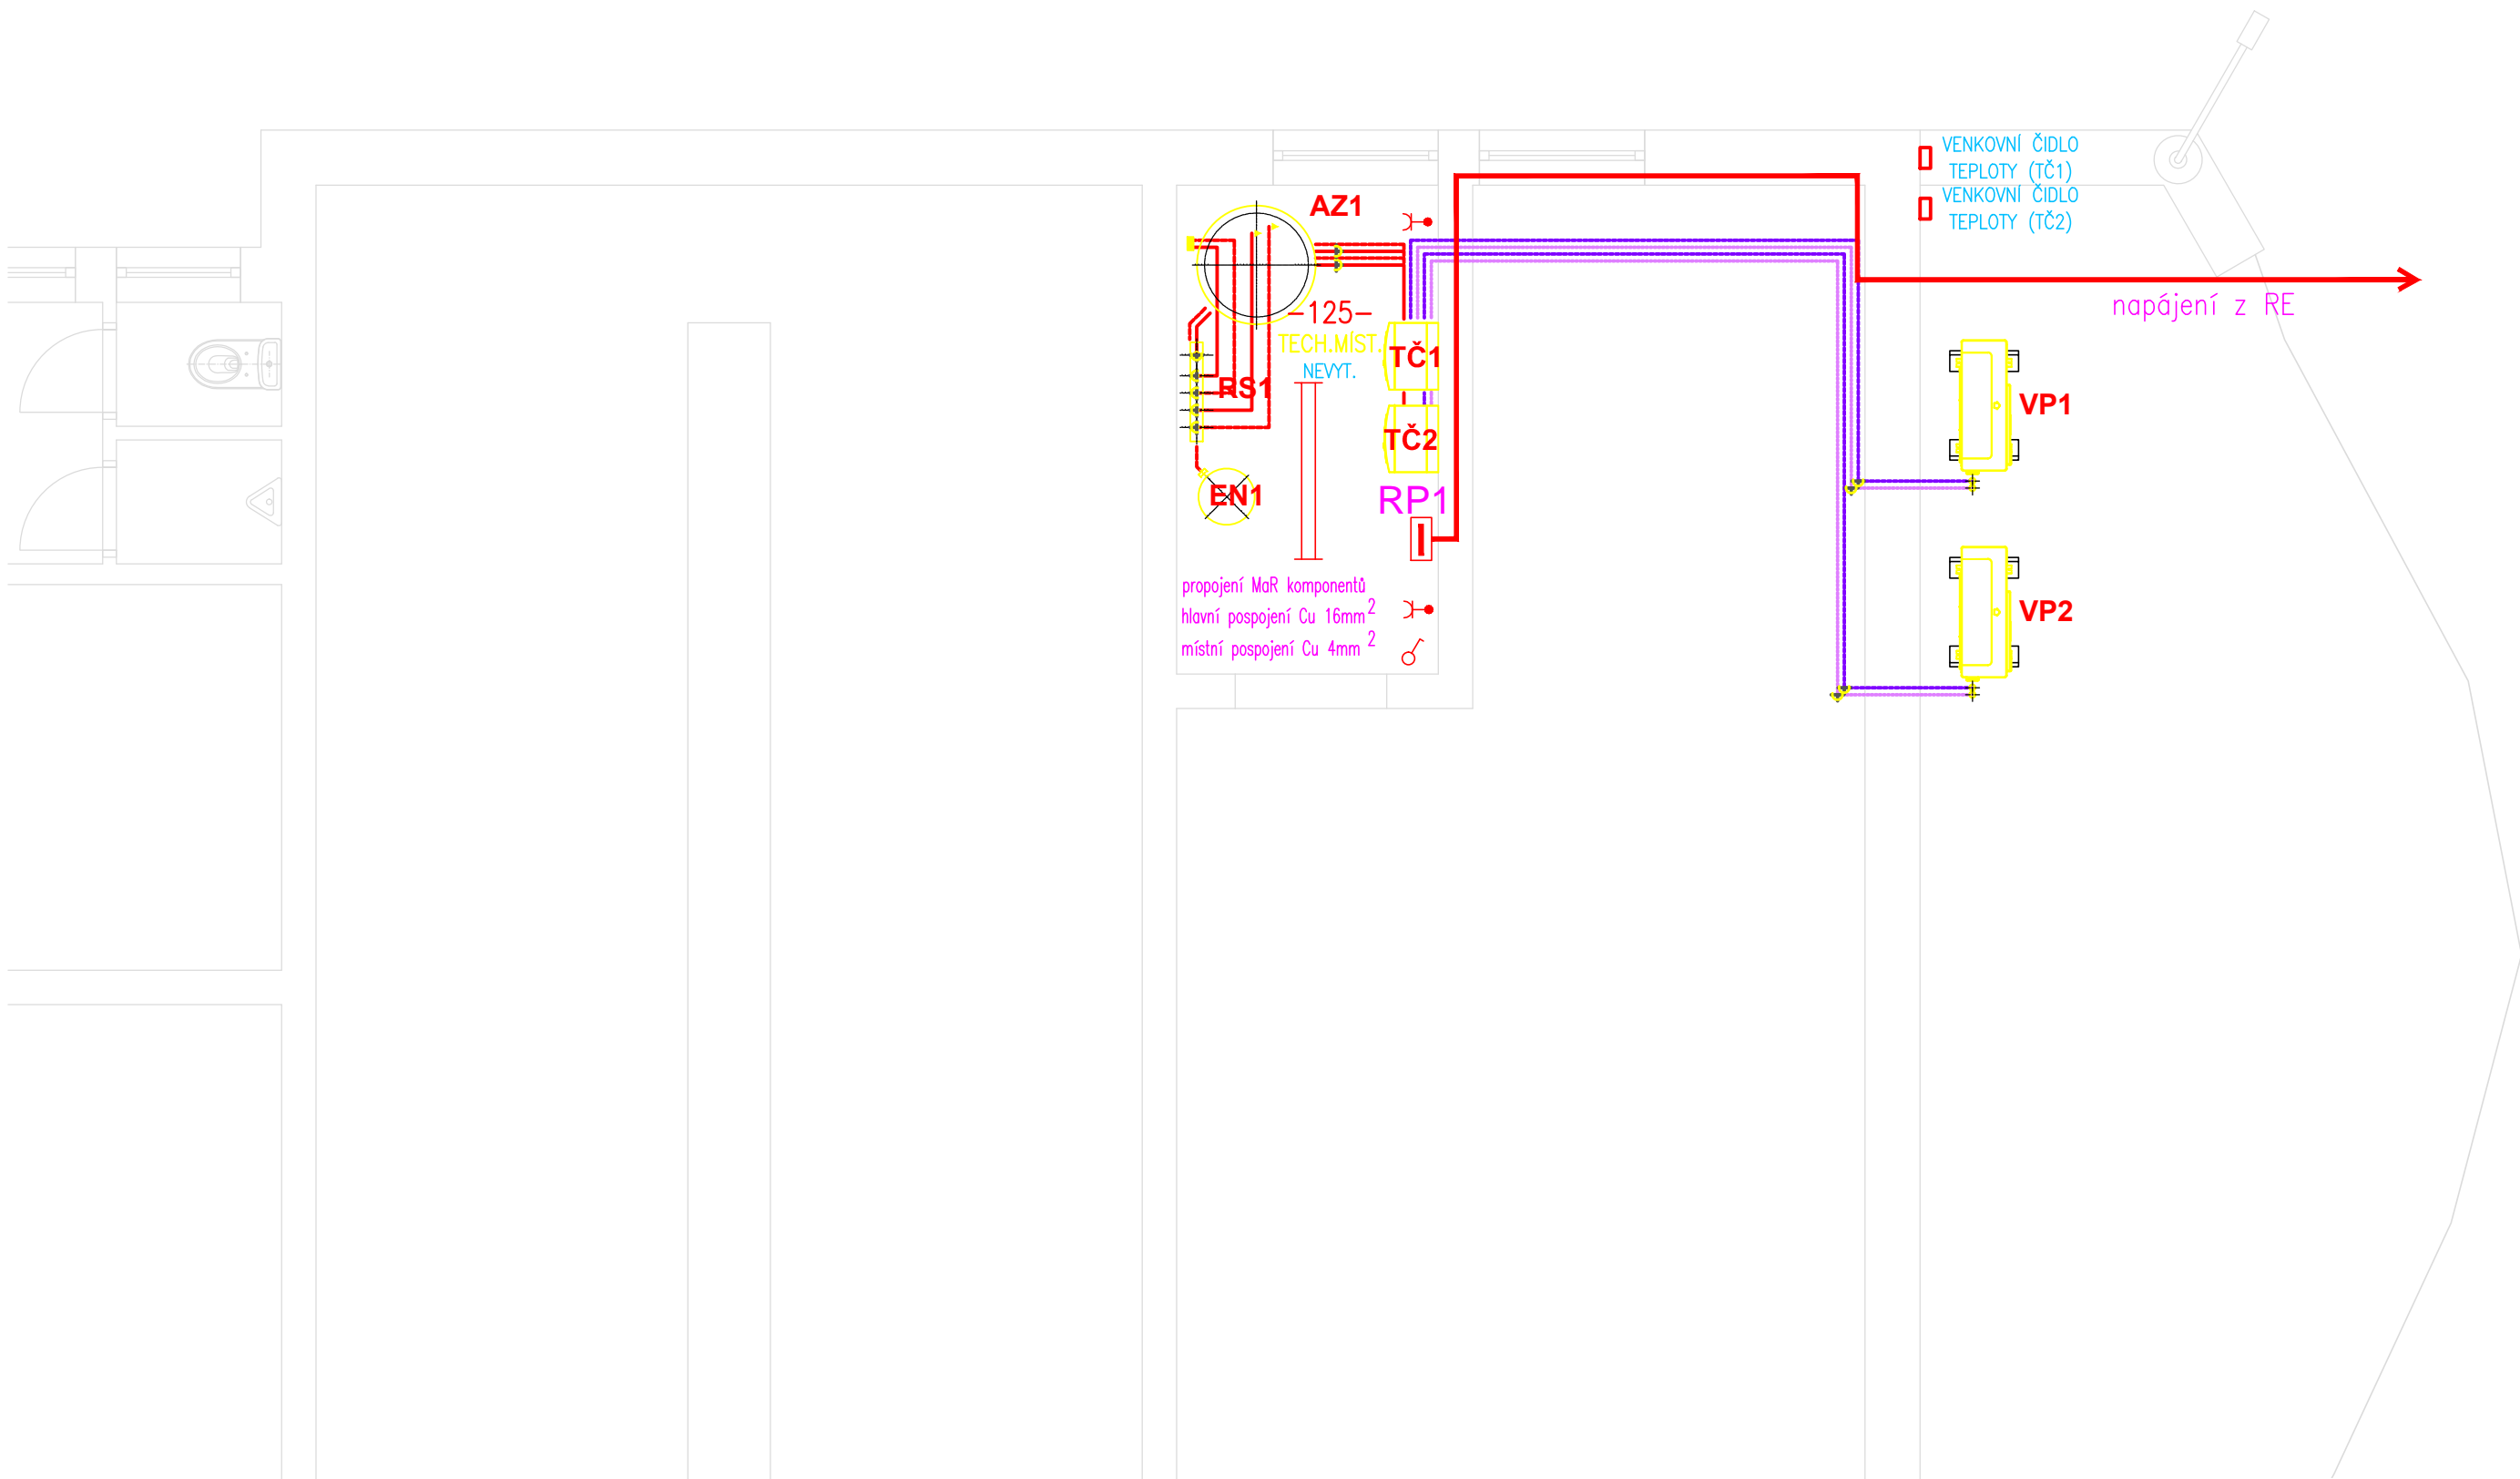 VENKOVNÍ ČIDLO
TEPLOTY (TČ1)
VENKOVNÍ ČIDLO
TEPLOTY (TČ2)
AZ1
napájení z RE
-125-
TECH.MÍST.
NEVYT.
TČ1
RS1
VP1
TČ2
EN1
RP1
propojení MaR komponentů
hlavní pospojení Cu 16mm²
místní pospojení Cu 4mm²
VP2